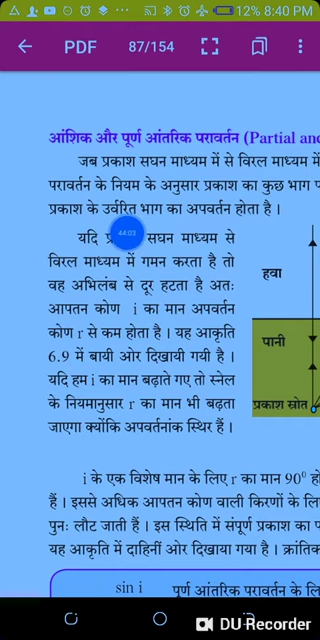 12% 8:40 PM
PDF 87/154
आंशिक और पूर्ण आंतरिक परावर्तन (Partial and
जब प्रकाश सघन माध्यम में से विरल माध्यम में
परावर्तन के नियम के अनुसार प्रकाश का कुछ भाग प
प्रकाश के उर्वरित भाग का अपवर्तन होता है।
44:03
यदि सघन माध्यम से
विरल माध्यम में गमन करता है तो
वह अभिलंब से दूर हटता है अतः
आपतन कोण i का मान अपवर्तन
कोण r से कम होता है। यह आकृति
6.9 में बायी ओर दिखायी गयी है।
यदि हम i का मान बढ़ाते गए तो स्नेल
के नियमानुसार r का मान भी बढ़ता
जाएगा क्योंकि अपवर्तनांक स्थिर हैं।
हवा
पानी
प्रकाश स्रोत
i के एक विशेष मान के लिए r का मान 90⁰ हो
हैं। इससे अधिक आपतन कोण वाली किरणों के लि
पुनः लौट जाती हैं। इस स्थिति में संपूर्ण प्रकाश का प
यह आकृति में दाहिनीं ओर दिखाया गया है। क्रांतिक
sin i पूर्ण आंतरिक परावर्तन के लि
DU Recorder